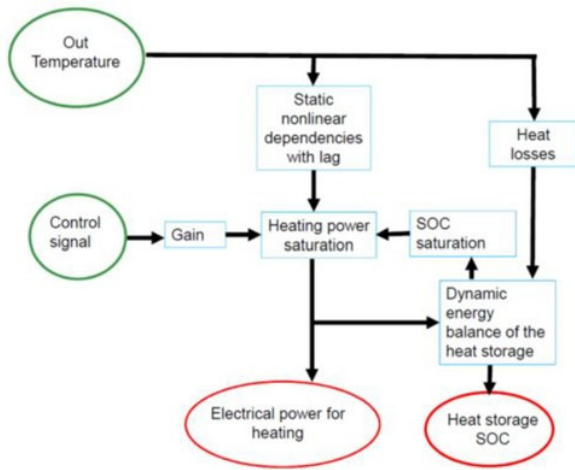 Out
Temperature
Static
nonlinear
dependencies
with lag
Heat
losses
Control
signal
Gain
Heating power
saturation
SOC
saturation
Dynamic
energy
balance of the
heat storage
Electrical power for
heating
Heat storage
SOC